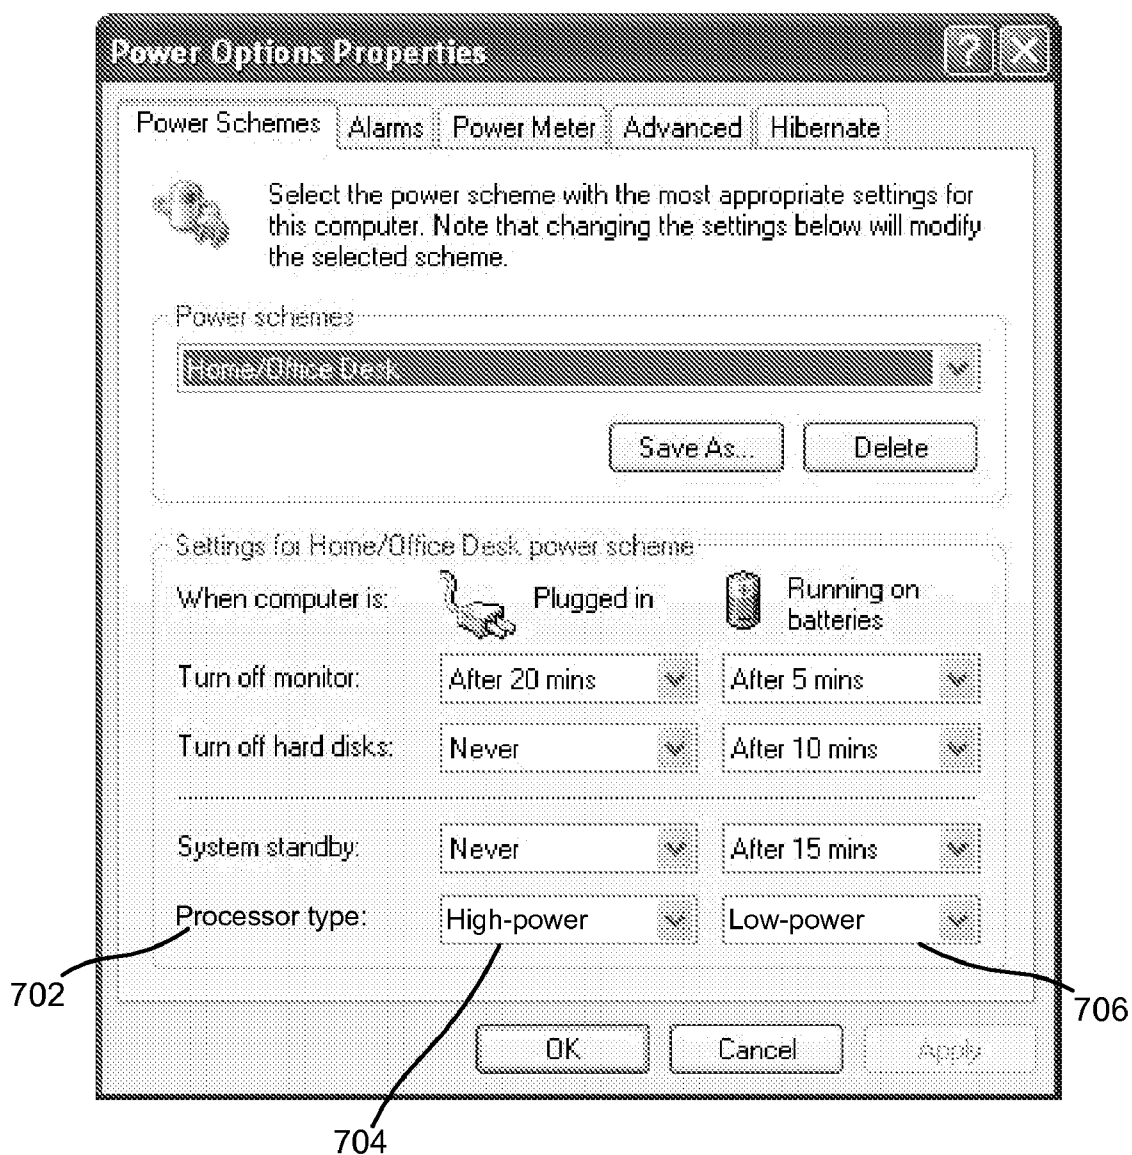 Power Options Properties
Power Schemes Alarms Power Meter Advanced Hibernate
Select the power scheme with the most appropriate settings for
this computer. Note that changing the settings below will modify
the selected scheme.
Power schemes
Home/Office Desk
Save As... Delete
Settings for Home/Office Desk power scheme
When computer is: Plugged in Running on
batteries
Turn off monitor: After 20 mins After 5 mins
Turn off hard disks: Never After 10 mins
System standby: Never After 15 mins
Processor type: High-power Low-power
702
706
OK Cancel Apply
704